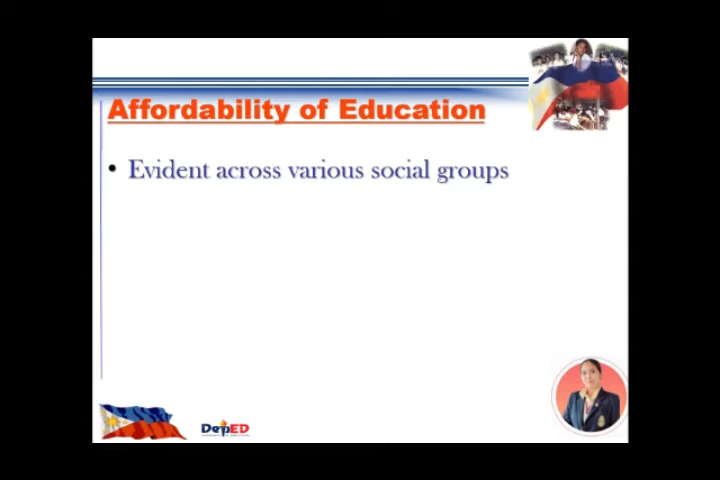 Affordability of Education
• Evident across various social groups
DepED